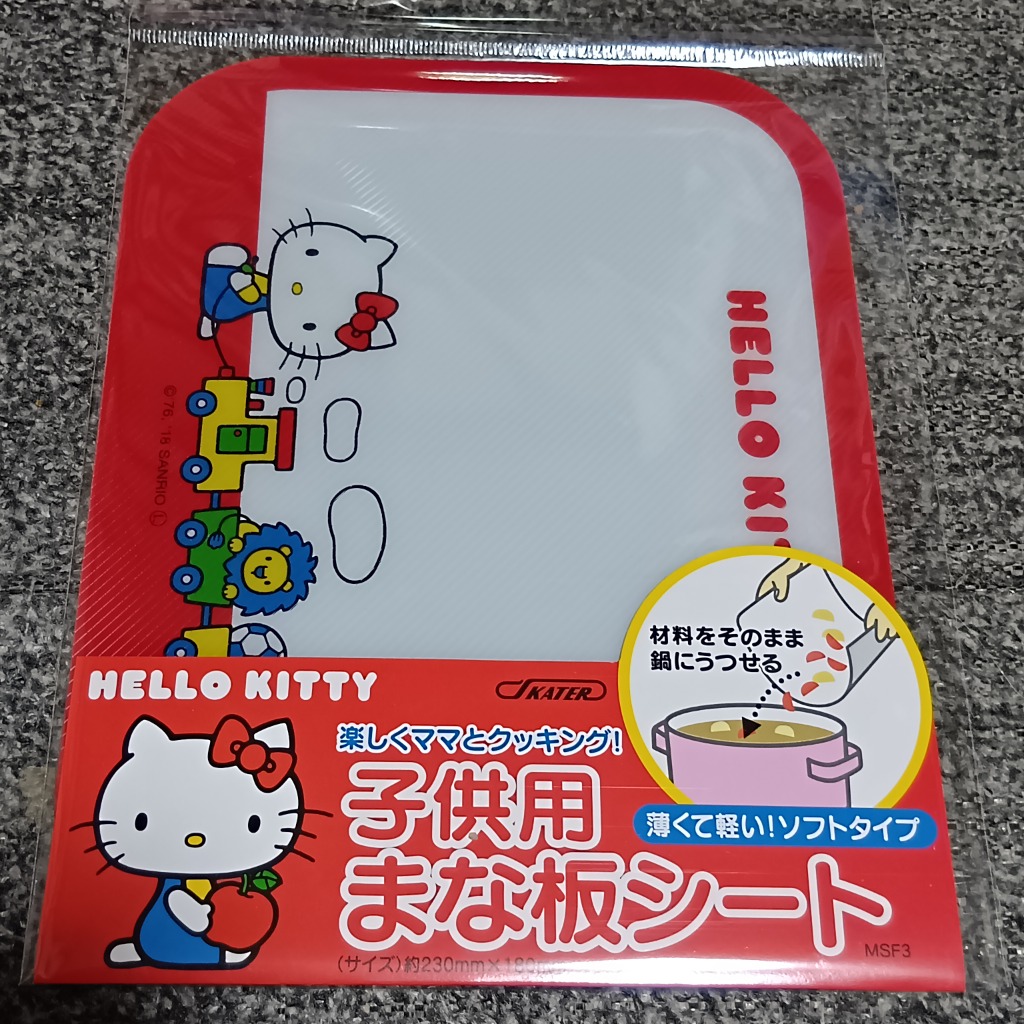 HELLO KI
©'76, '18 SANRIO Ⓛ
材料をそのまま
鍋にうつせる
HELLO KITTY
SKATER
楽しくママとクッキング!
子供用
まな板シート
薄くて軽い!ソフトタイプ
(サイズ)約230mm×
MSF3